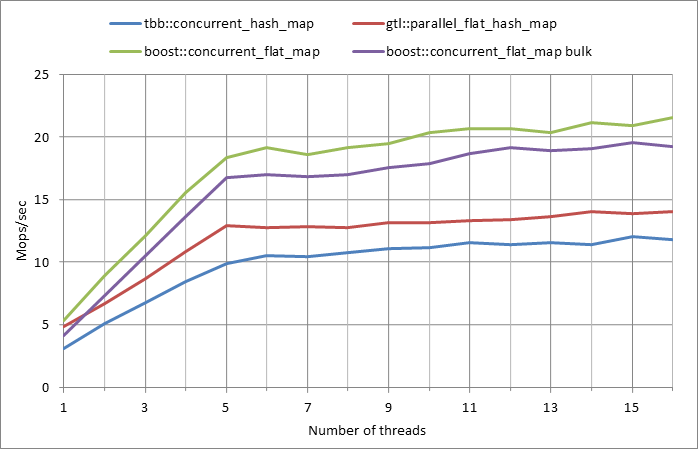 tbb::concurrent_hash_map gtl::parallel_flat_hash_map
boost::concurrent_flat_map boost::concurrent_flat_map bulk
25
20
15
10
5
0
Mops/sec
1 3 5 7 9 11 13 15
Number of threads